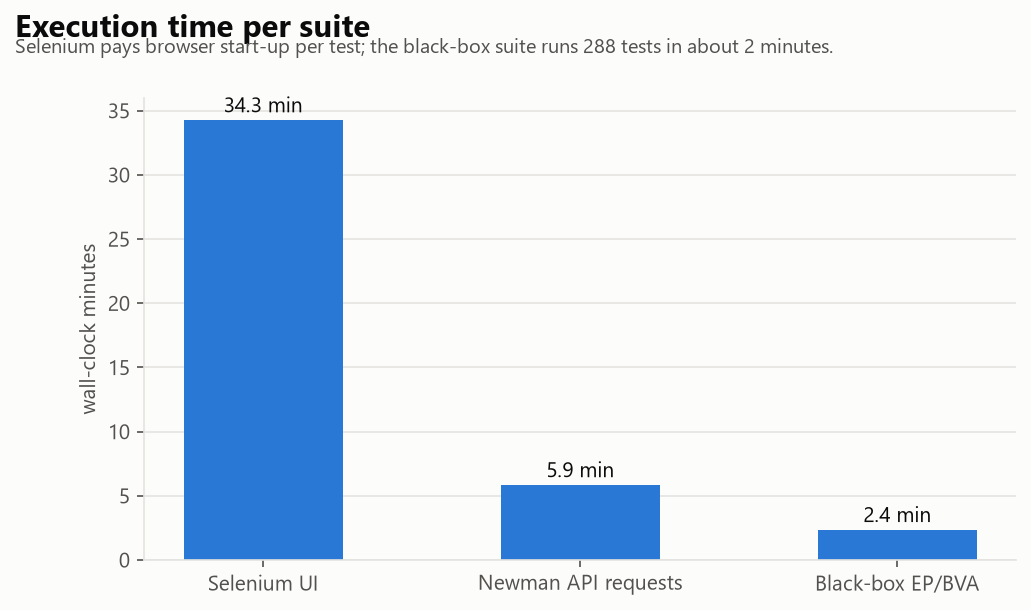 Execution time per suite
Selenium pays browser start-up per test; the black-box suite runs 288 tests in about 2 minutes.
34.3 min
5.9 min
2.4 min
wall-clock minutes
35
30
25
20
15
10
5
0
Selenium UI
Newman API requests
Black-box EP/BVA